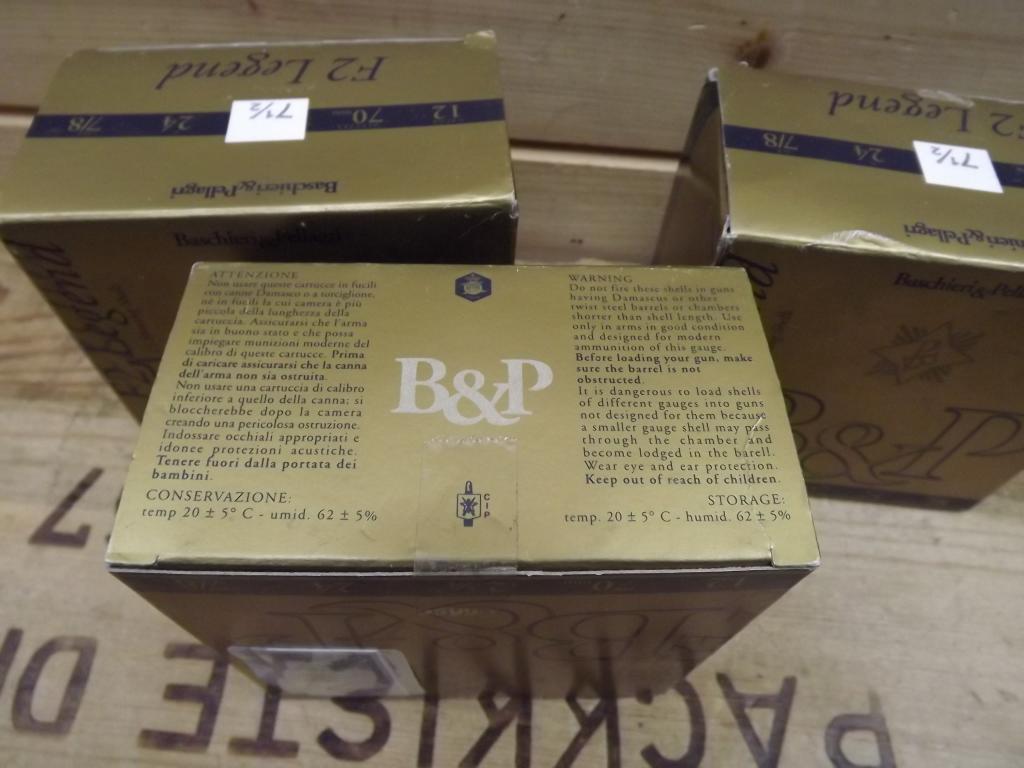 F2 Legend
12 70 7½ 24 7/8
Baschieri&Pellagri
Baschieri&Pellagri
F2 Legend
7½ 24 7/8
Baschieri&Pellagri
B&P
ATTENZIONE
Non usare queste cartucce in fucili
con canne Damasco o a torciglione,
né in fucili la cui camera è più
piccola della lunghezza della
cartuccia. Assicurarsi che l'arma
sia in buono stato e che possa
impiegare munizioni moderne del
calibro di queste cartucce. Prima
di caricare assicurarsi che la canna
dell'arma non sia ostruita.
Non usare una cartuccia di calibro
inferiore a quello della canna; si
bloccherebbe dopo la camera
creando una pericolosa ostruzione.
Indossare occhiali appropriati e
idonee protezioni acustiche.
Tenere fuori dalla portata dei
bambini.
CONSERVAZIONE:
temp 20 ± 5° C - umid. 62 ± 5%
B&P
CIP
WARNING
Do not fire these shells in guns
having Damascus or other
twist steel barrels or chambers
shorter than shell length. Use
only in arms in good condition
and designed for modern
ammunition of this gauge.
Before loading your gun, make
sure the barrel is not
obstructed.
It is dangerous to load shells
of different gauges into guns
not designed for them because
a smaller gauge shell may pass
through the chamber and
become lodged in the barell.
Wear eye and ear protection.
Keep out of reach of children.
STORAGE:
temp. 20 ± 5° C - humid. 62 ± 5%
B&P